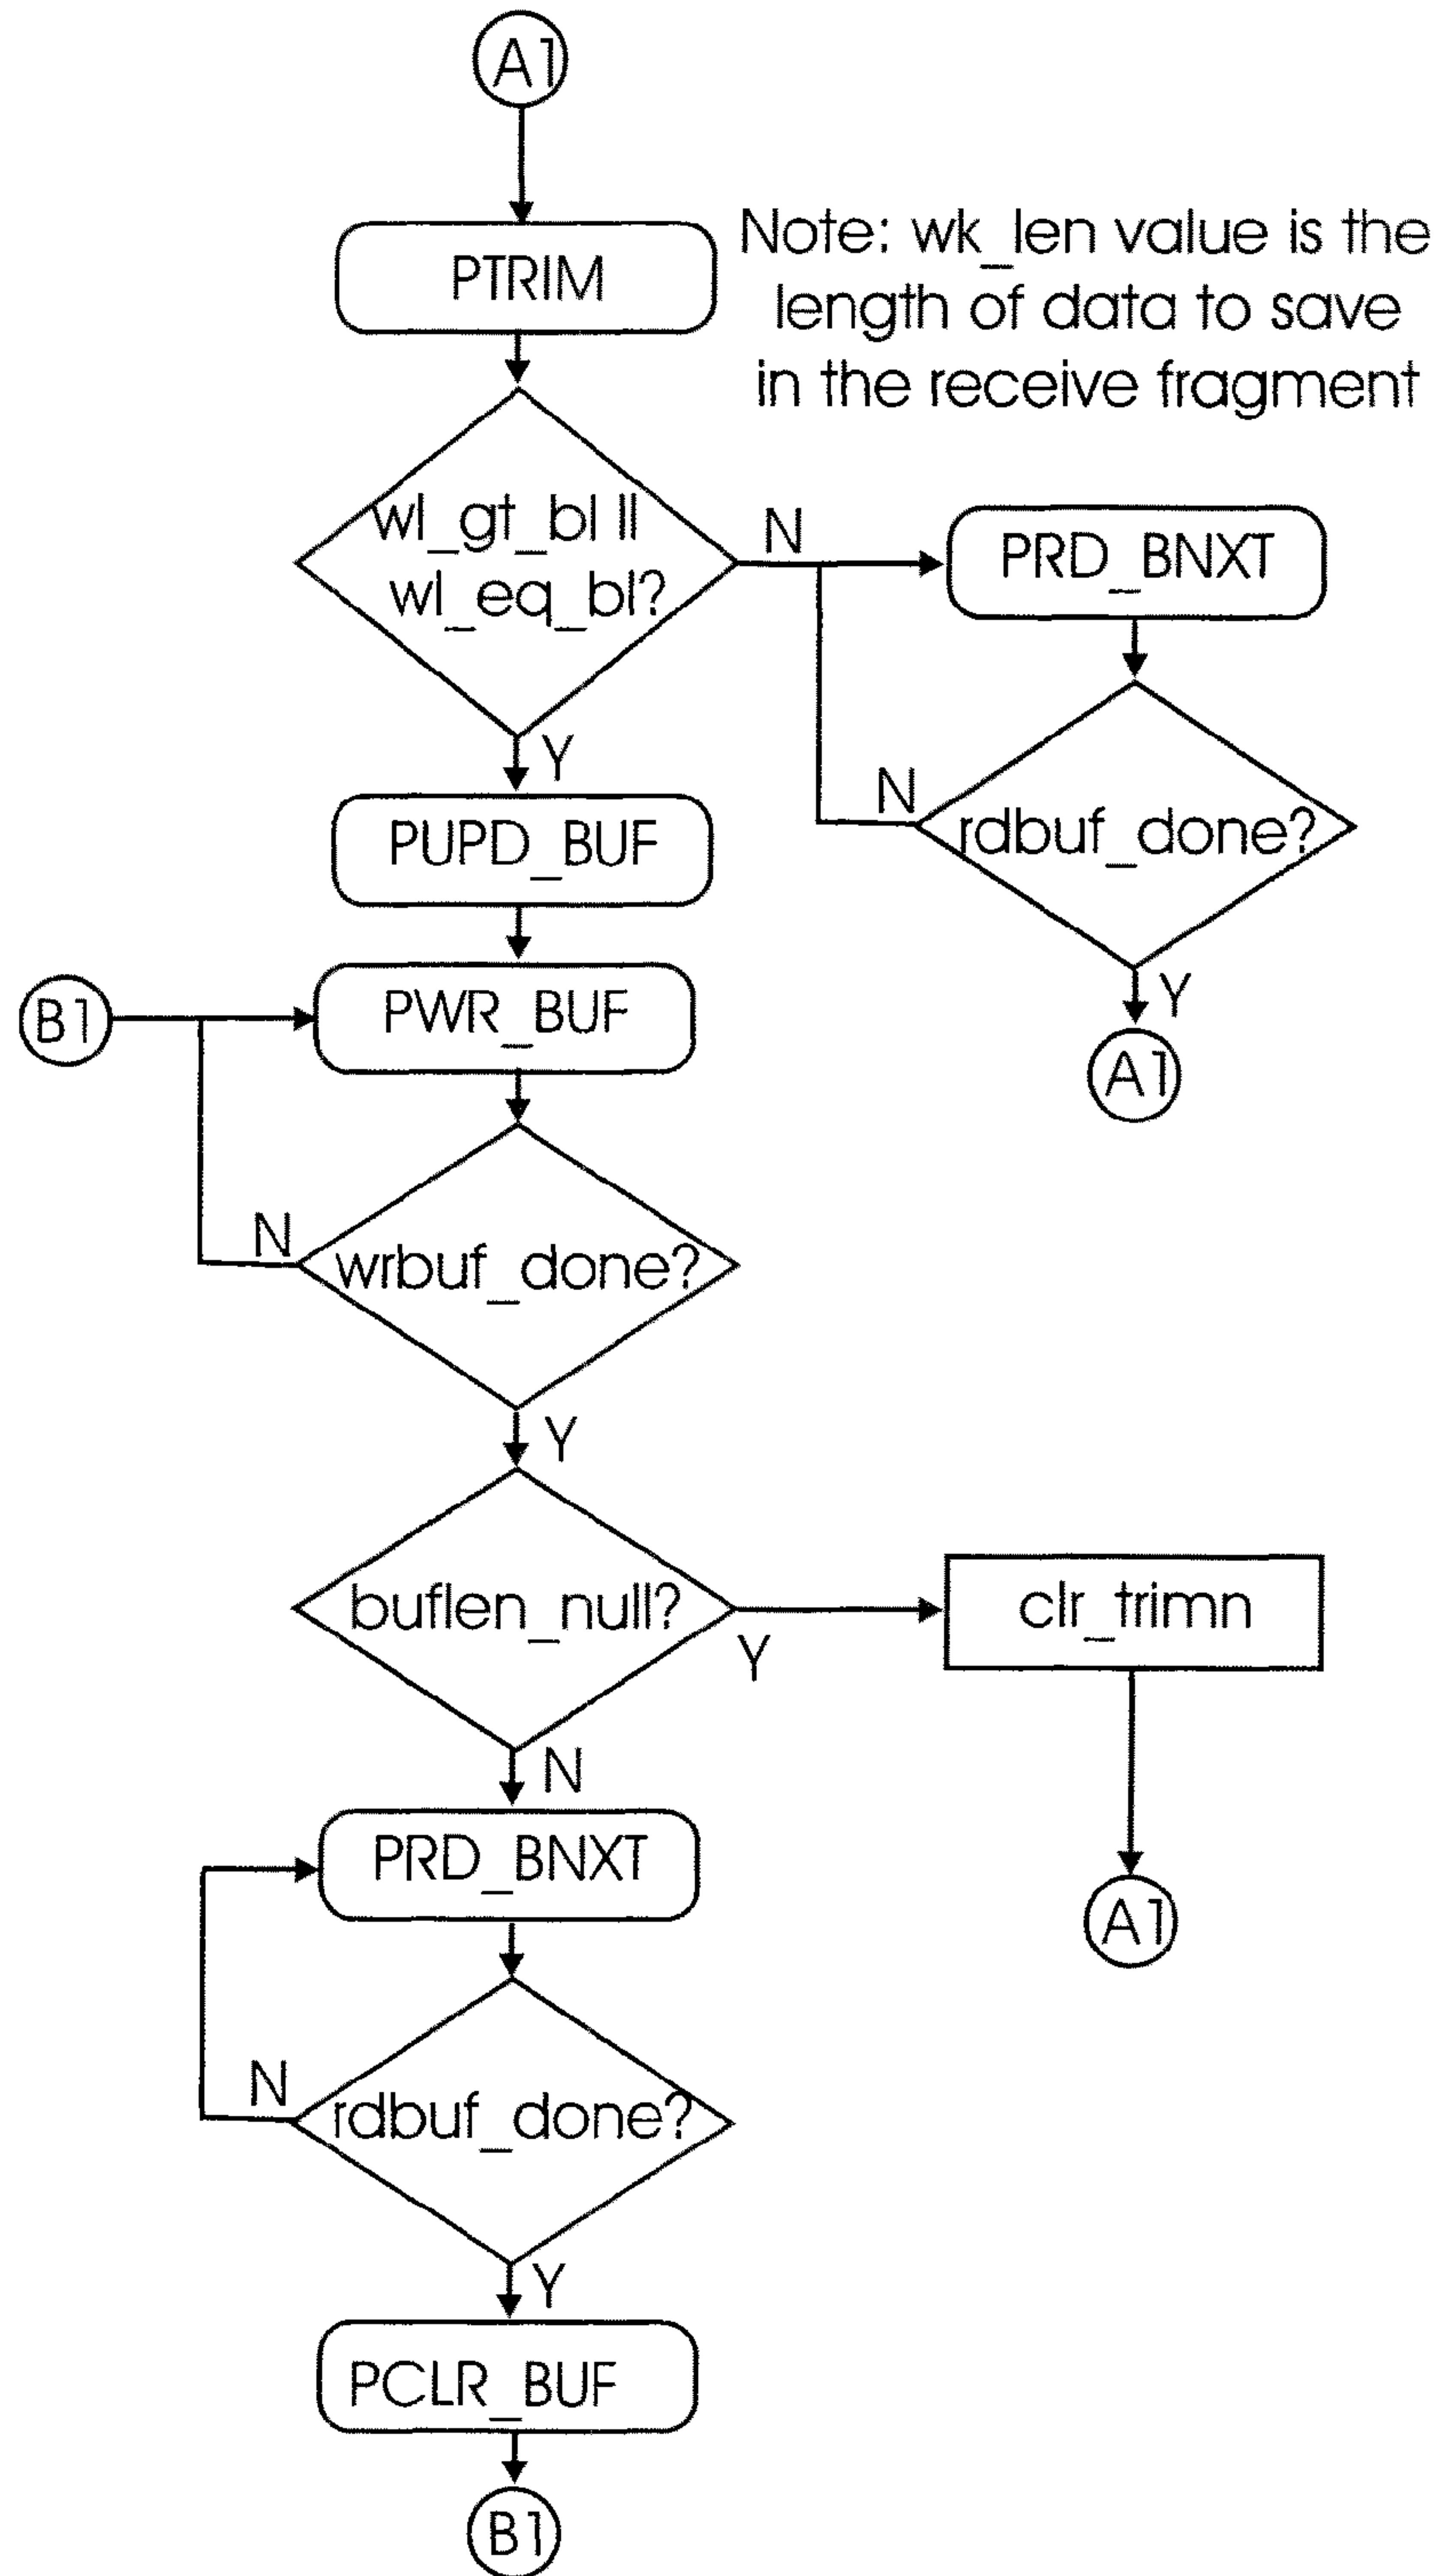 A1
PTRIM
Note: wk_len value is the
length of data to save
in the receive fragment
wl_gt_bl ||
wl_eq_bl?
N
PRD_BNXT
rdbuf_done?
N
Y
A1
Y
PUPD_BUF
B1
PWR_BUF
wrbuf_done?
N
Y
buflen_null?
Y
clr_trimn
A1
N
PRD_BNXT
rdbuf_done?
N
Y
PCLR_BUF
B1